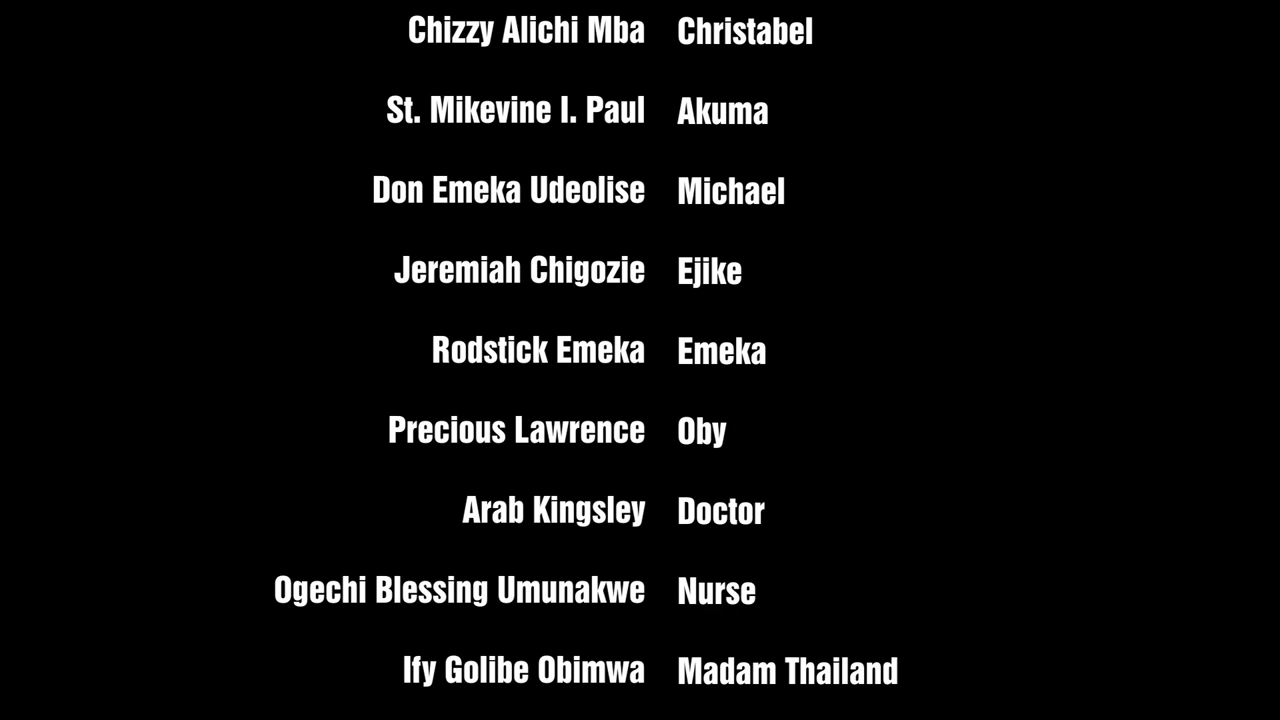 Chizzy Alichi Mba Christabel
St. Mikevine I. Paul Akuma
Don Emeka Udeolise Michael
Jeremiah Chigozie Ejike
Rodstick Emeka Emeka
Precious Lawrence Oby
Arab Kingsley Doctor
Ogechi Blessing Umunakwe Nurse
Ify Golibe Obimwa Madam Thailand